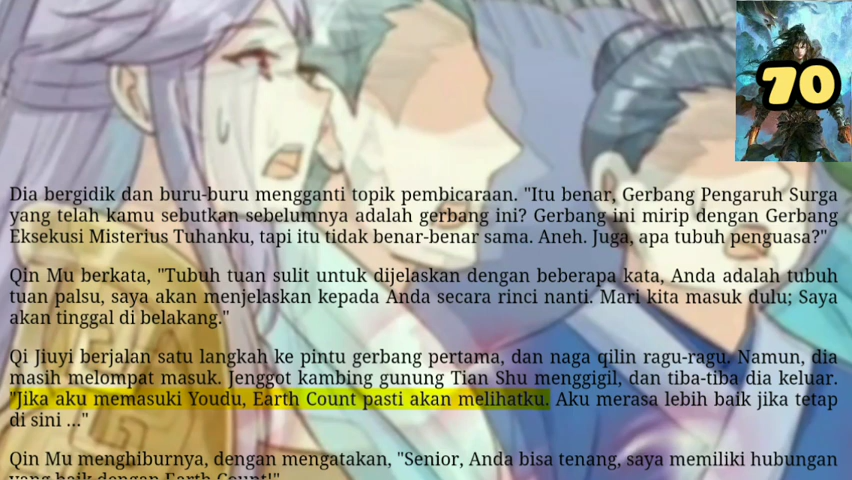 70
Dia bergidik dan buru-buru mengganti topik pembicaraan. "Itu benar, Gerbang Pengaruh Surga
yang telah kamu sebutkan sebelumnya adalah gerbang ini? Gerbang ini mirip dengan Gerbang
Eksekusi Misterius Tuhanku, tapi itu tidak benar-benar sama. Aneh. Juga, apa tubuh penguasa?"
Qin Mu berkata, "Tubuh tuan sulit untuk dijelaskan dengan beberapa kata, Anda adalah tubuh
tuan palsu, saya akan menjelaskan kepada Anda secara rinci nanti. Mari kita masuk dulu; Saya
akan tinggal di belakang."
Qi Jiuyi berjalan satu langkah ke pintu gerbang pertama, dan naga qilin ragu-ragu. Namun, dia
masih melompat masuk. Jenggot kambing gunung Tian Shu menggigil, dan tiba-tiba dia keluar.
"Jika aku memasuki Youdu, Earth Count pasti akan melihatku. Aku merasa lebih baik jika tetap
di sini ..."
Qin Mu menghiburnya, dengan mengatakan, "Senior, Anda bisa tenang, saya memiliki hubungan
yang baik dengan Earth Count!"